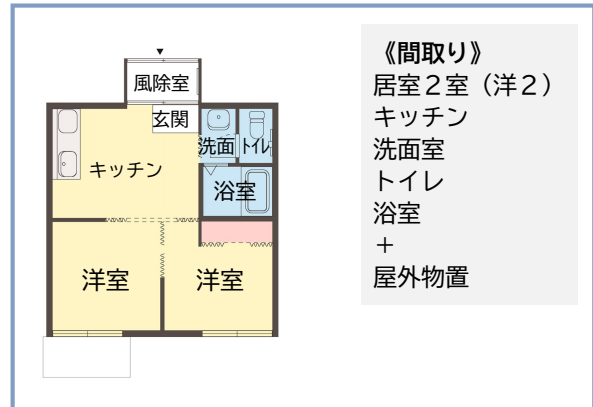 ▼
風除室
玄関
洗面
トイレ
キッチン
浴室
洋室
洋室
《間取り》
居室２室（洋２）
キッチン
洗面室
トイレ
浴室
＋
屋外物置